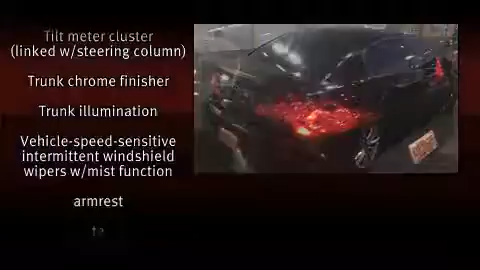 Tilt meter cluster
(linked w/steering column)
Trunk chrome finisher
Trunk illumination
Vehicle-speed-sensitive
intermittent windshield
wipers w/mist function
armrest